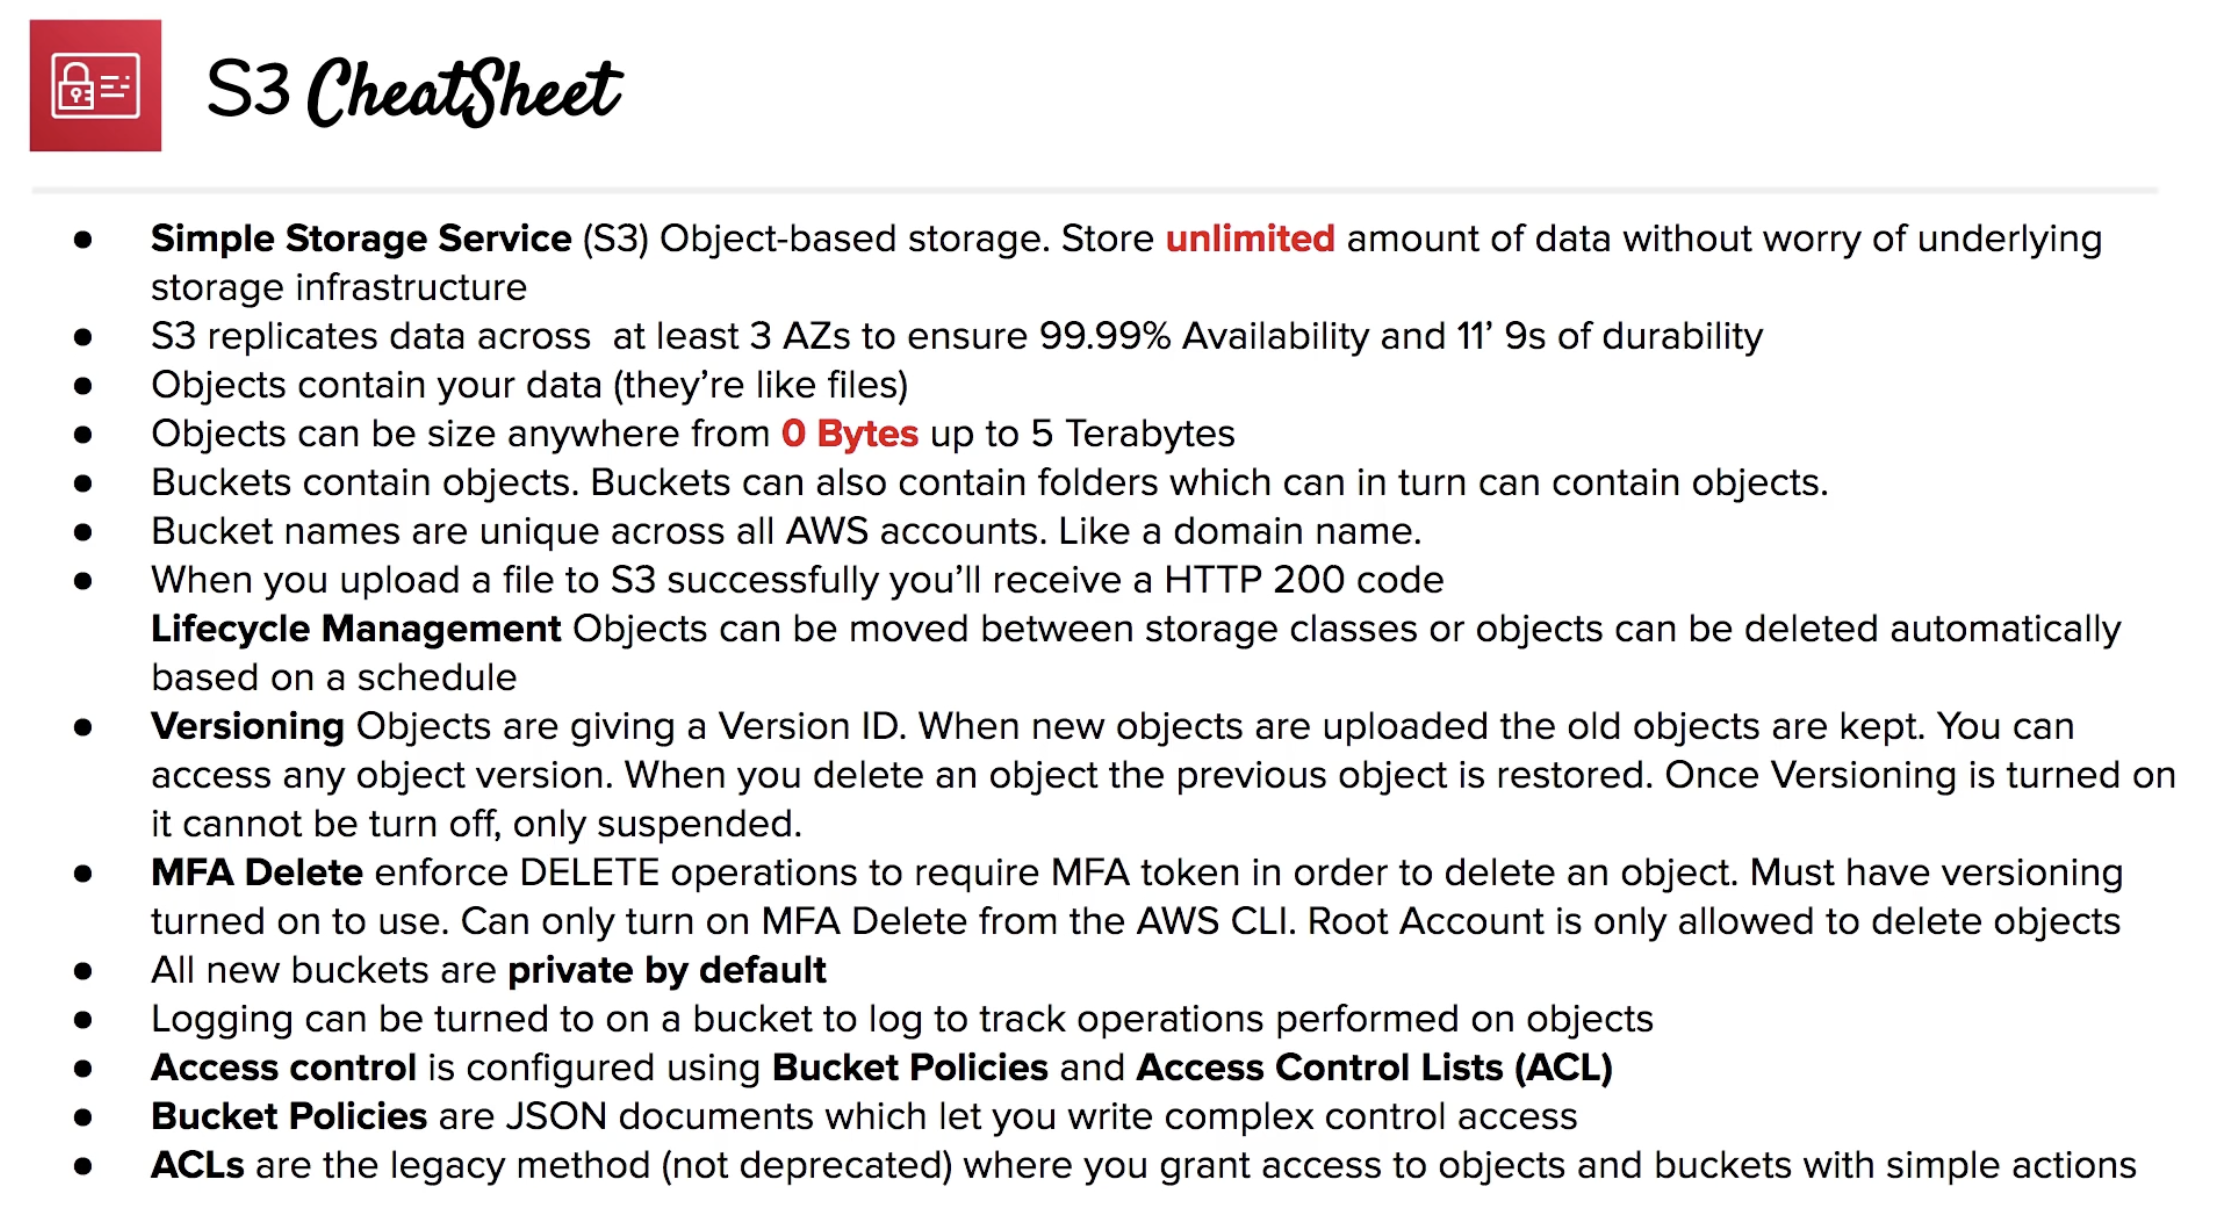 S3 CheatSheet
● Simple Storage Service (S3) Object-based storage. Store unlimited amount of data without worry of underlying
storage infrastructure
● S3 replicates data across  at least 3 AZs to ensure 99.99% Availability and 11’ 9s of durability
● Objects contain your data (they’re like files)
● Objects can be size anywhere from 0 Bytes up to 5 Terabytes
● Buckets contain objects. Buckets can also contain folders which can in turn can contain objects.
● Bucket names are unique across all AWS accounts. Like a domain name.
● When you upload a file to S3 successfully you’ll receive a HTTP 200 code
Lifecycle Management Objects can be moved between storage classes or objects can be deleted automatically
based on a schedule
● Versioning Objects are giving a Version ID. When new objects are uploaded the old objects are kept. You can
access any object version. When you delete an object the previous object is restored. Once Versioning is turned on
it cannot be turn off, only suspended.
● MFA Delete enforce DELETE operations to require MFA token in order to delete an object. Must have versioning
turned on to use. Can only turn on MFA Delete from the AWS CLI. Root Account is only allowed to delete objects
● All new buckets are private by default
● Logging can be turned to on a bucket to log to track operations performed on objects
● Access control is configured using Bucket Policies and Access Control Lists (ACL)
● Bucket Policies are JSON documents which let you write complex control access
● ACLs are the legacy method (not deprecated) where you grant access to objects and buckets with simple actions